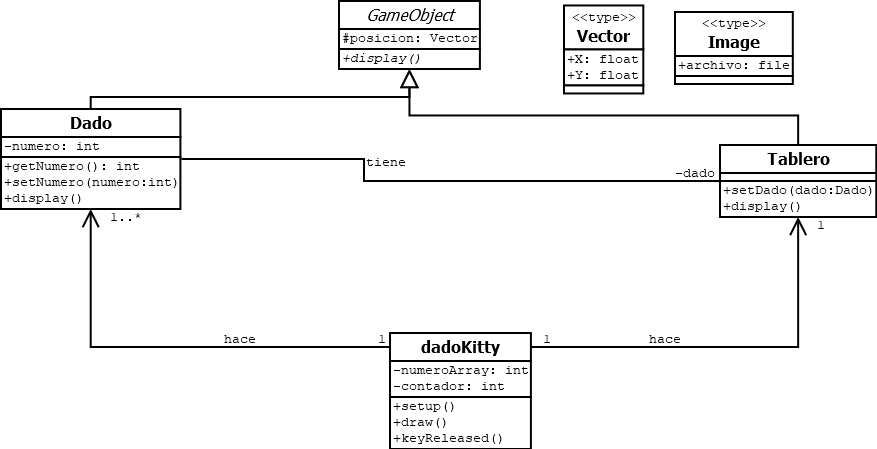 GameObject
#posicion: Vector
+display()
<<type>>
Vector
+X: float
+Y: float
<<type>>
Image
+archivo: file
Dado
-numero: int
+getNumero(): int
+setNumero(numero:int)
+display()
tiene
-dado
Tablero
+setDado(dado:Dado)
+display()
1..*
1
hace
1
dadoKitty
-numeroArray: int
-contador: int
+setup()
+draw()
+keyReleased()
1
hace